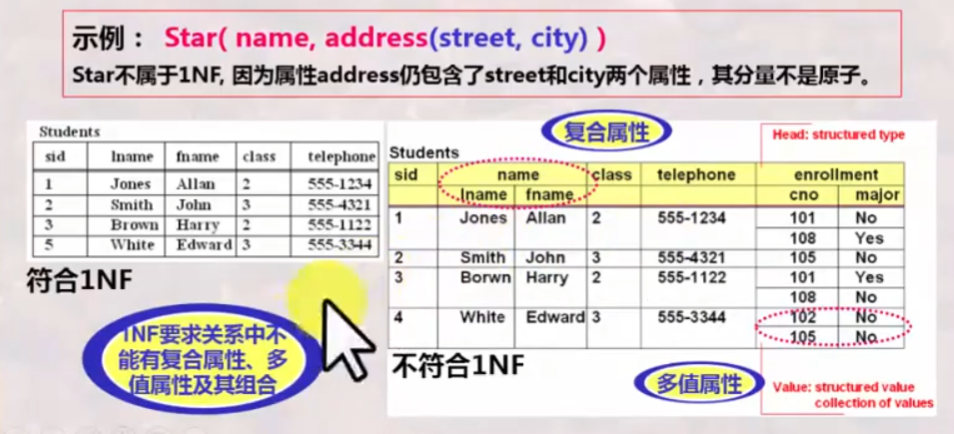 示例： Star( name, address(street, city) )
Star不属于1NF, 因为属性address仍包含了street和city两个属性，其分量不是原子。
Students
sid lname fname class telephone
1 Jones Allan 2 555-1234
2 Smith John 3 555-4321
3 Brown Harry 2 555-1122
5 White Edward 3 555-3344
符合1NF
1NF要求关系中不
能有复合属性、多
值属性及其组合
复合属性
Head: structured type
Students
sid name class telephone enrollment
lname fname cno major
1 Jones Allan 2 555-1234 101 No
108 Yes
2 Smith John 3 555-4321 105 No
3 Borwn Harry 2 555-1122 101 Yes
108 No
4 White Edward 3 555-3344 102 No
105 No
不符合1NF
多值属性
Value: structured value
collection of values